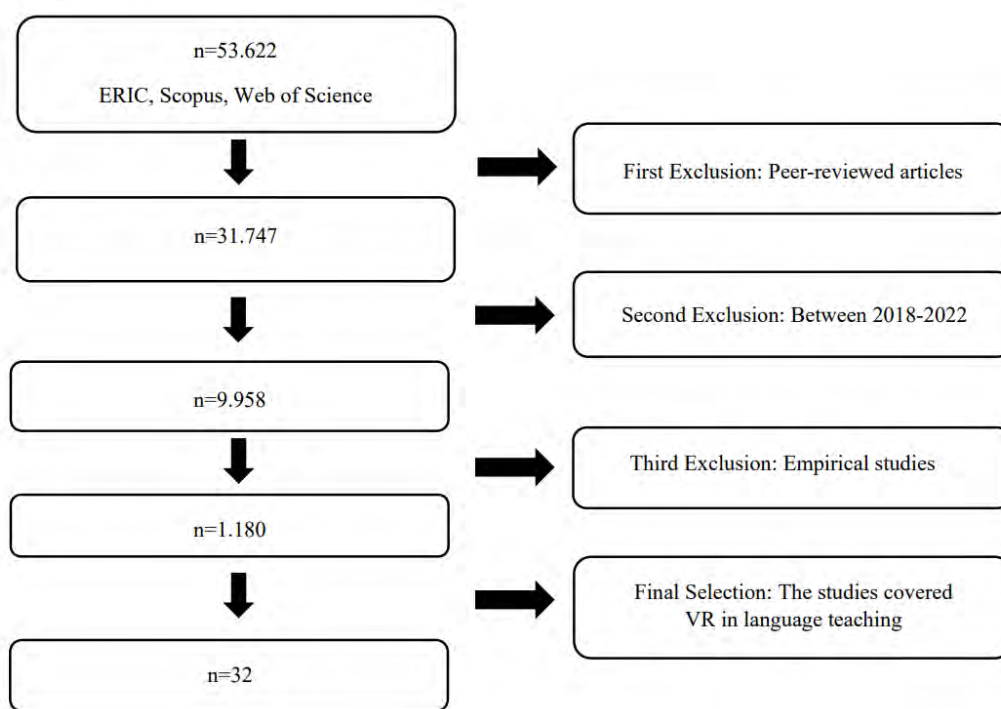 n=53.622
ERIC, Scopus, Web of Science
First Exclusion: Peer-reviewed articles
n=31.747
Second Exclusion: Between 2018-2022
n=9.958
Third Exclusion: Empirical studies
n=1.180
Final Selection: The studies covered
VR in language teaching
n=32